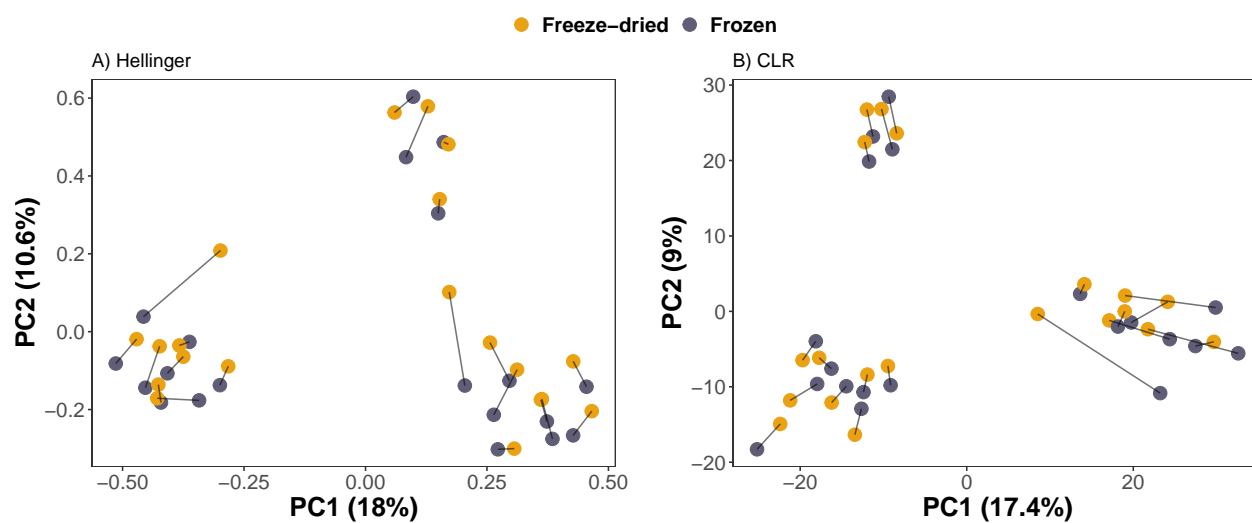 Freeze−dried Frozen
A) Hellinger
0.6
0.4
0.2
0.0
−0.2
−0.50 −0.25 0.00 0.25 0.50
PC1 (18%)
PC2 (10.6%)
B) CLR
30
20
10
0
−10
−20
−20 0 20
PC1 (17.4%)
PC2 (9%)